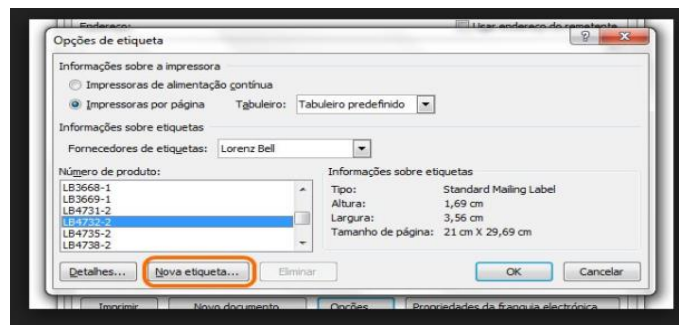 Endereço:
Usar endereço do remetente
Opções de etiqueta
Informações sobre a impressora
Impressoras de alimentação contínua
Impressoras por página Tabuleiro: Tabuleiro predefinido
Informações sobre etiquetas
Fornecedores de etiquetas: Lorenz Bell
Número de produto:
LB3668-1
LB3669-1
LB4731-2
LB4732-2
LB4735-2
LB4738-2
Informações sobre etiquetas
Tipo: Standard Mailing Label
Altura: 1,69 cm
Largura: 3,56 cm
Tamanho de página: 21 cm X 29,69 cm
Detalhes... Nova etiqueta... Eliminar OK Cancelar
Imprimir Novo documento Opções... Propriedades da franquia electrónica